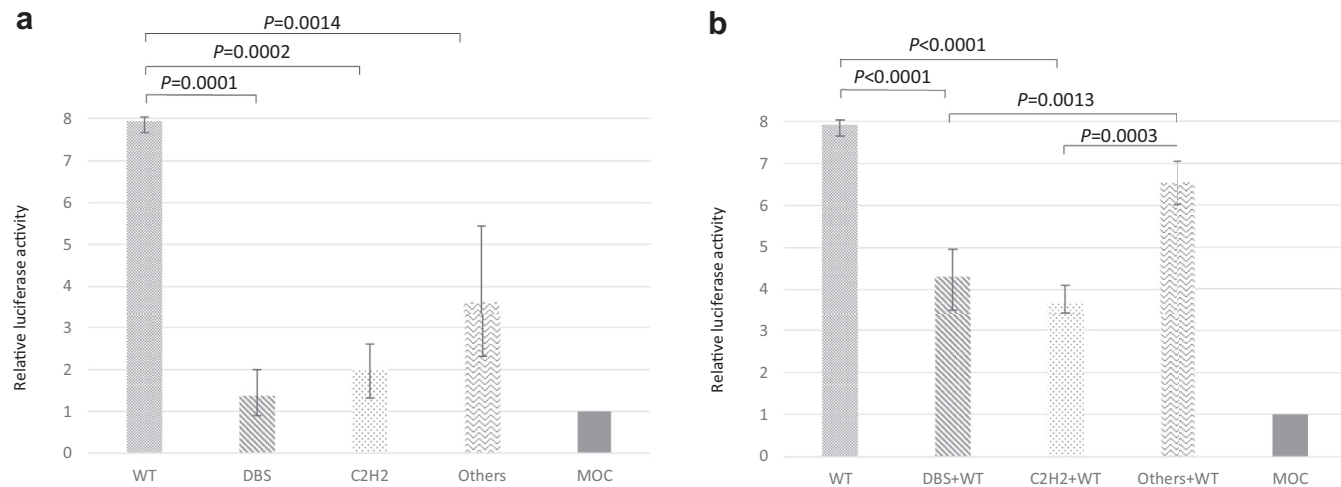 a
P=0.0014
P=0.0002
P=0.0001
Relative luciferase activity
8
7
6
5
4
3
2
1
0
WT DBS C2H2 Others MOC
b
P<0.0001
P<0.0001
P=0.0013
P=0.0003
Relative luciferase activity
8
7
6
5
4
3
2
1
0
WT DBS+WT C2H2+WT Others+WT MOC